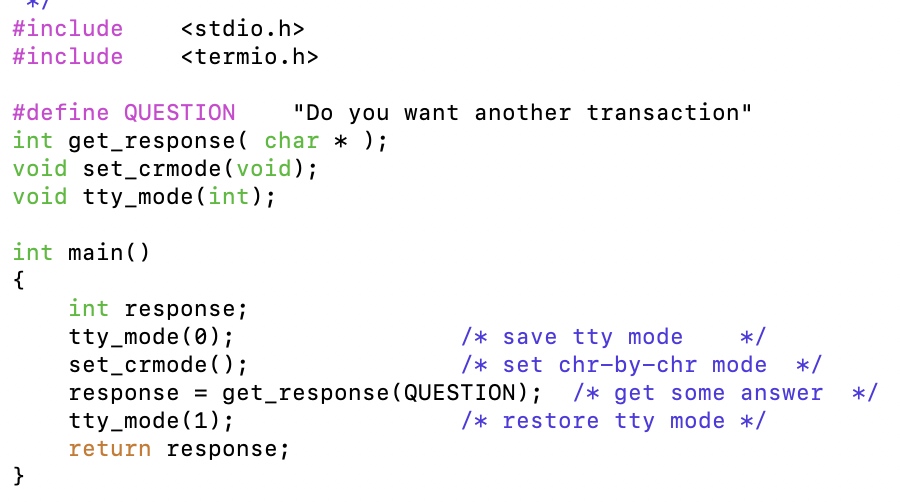 */
#include    <stdio.h>
#include    <termio.h>

#define QUESTION    "Do you want another transaction"
int get_response( char * );
void set_crmode(void);
void tty_mode(int);

int main()
{
    int response;
    tty_mode(0);                /* save tty mode    */
    set_crmode();               /* set chr-by-chr mode  */
    response = get_response(QUESTION);  /* get some answer  */
    tty_mode(1);                /* restore tty mode */
    return response;
}